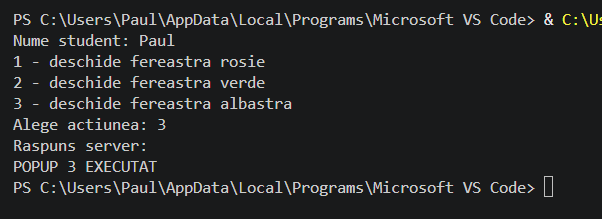 PS C:\Users\Paul\AppData\Local\Programs\Microsoft VS Code> & C:\Us
Nume student: Paul
1 - deschide fereastra rosie
2 - deschide fereastra verde
3 - deschide fereastra albastra
Alege actiunea: 3
Raspuns server:
POPUP 3 EXECUTAT
PS C:\Users\Paul\AppData\Local\Programs\Microsoft VS Code>